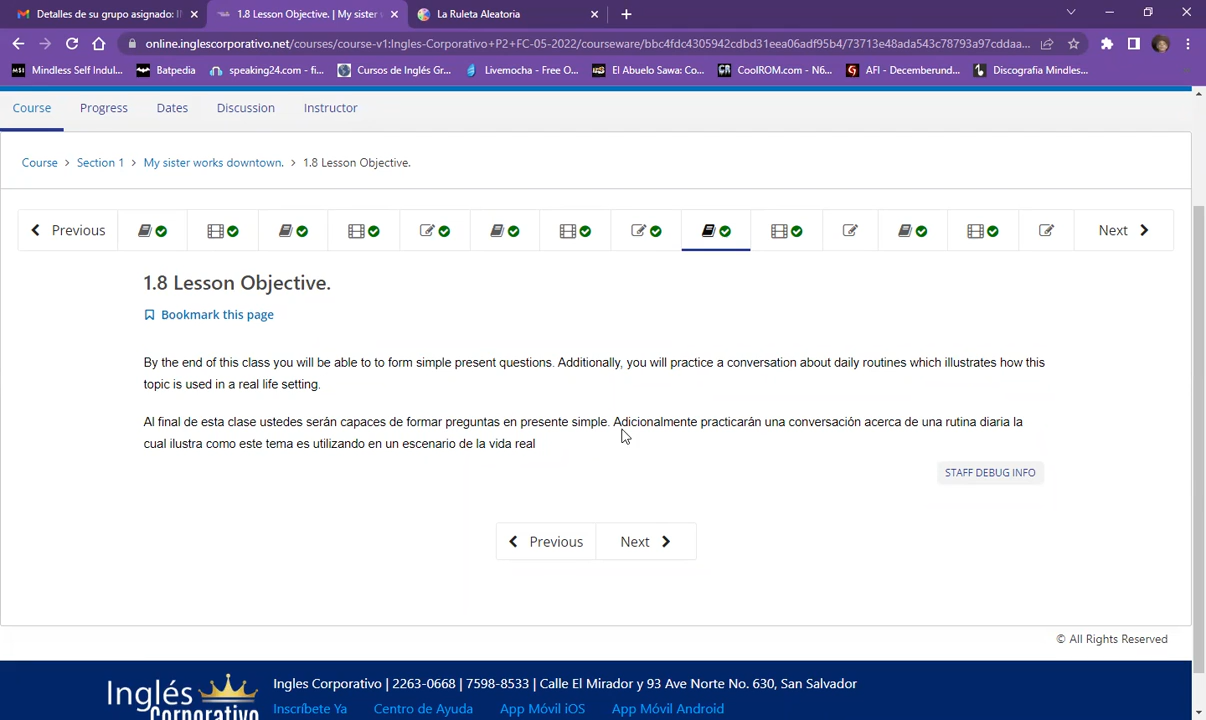 Detalles de su grupo asignado: I
1.8 Lesson Objective. | My sister
La Ruleta Aleatoria
online.inglescorporativo.net/courses/course-v1:Ingles-Corporativo+P2+FC-05-2022/courseware/bbc4fdc4305942cdbd31eea06adf95b4/73713e48ada543c78793a97cddaa...
Mindless Self Indul...
Batpedia
speaking24.com - fi...
Cursos de Inglés Gr...
Livemocha - Free O...
El Abuelo Sawa: Co...
CoolROM.com - N6...
AFI - Decemberund...
Discografia Mindles...
Course Progress Dates Discussion Instructor
Course > Section 1 > My sister works downtown. > 1.8 Lesson Objective.
Previous
Next
1.8 Lesson Objective.
Bookmark this page
By the end of this class you will be able to to form simple present questions. Additionally, you will practice a conversation about daily routines which illustrates how this
topic is used in a real life setting.
Al final de esta clase ustedes serán capaces de formar preguntas en presente simple. Adicionalmente practicarán una conversación acerca de una rutina diaria la
cual ilustra como este tema es utilizando en un escenario de la vida real
STAFF DEBUG INFO
Previous Next
© All Rights Reserved
Inglés
Corporativo
Ingles Corporativo | 2263-0668 | 7598-8533 | Calle El Mirador y 93 Ave Norte No. 630, San Salvador
Inscríbete Ya Centro de Ayuda App Móvil iOS App Móvil Android